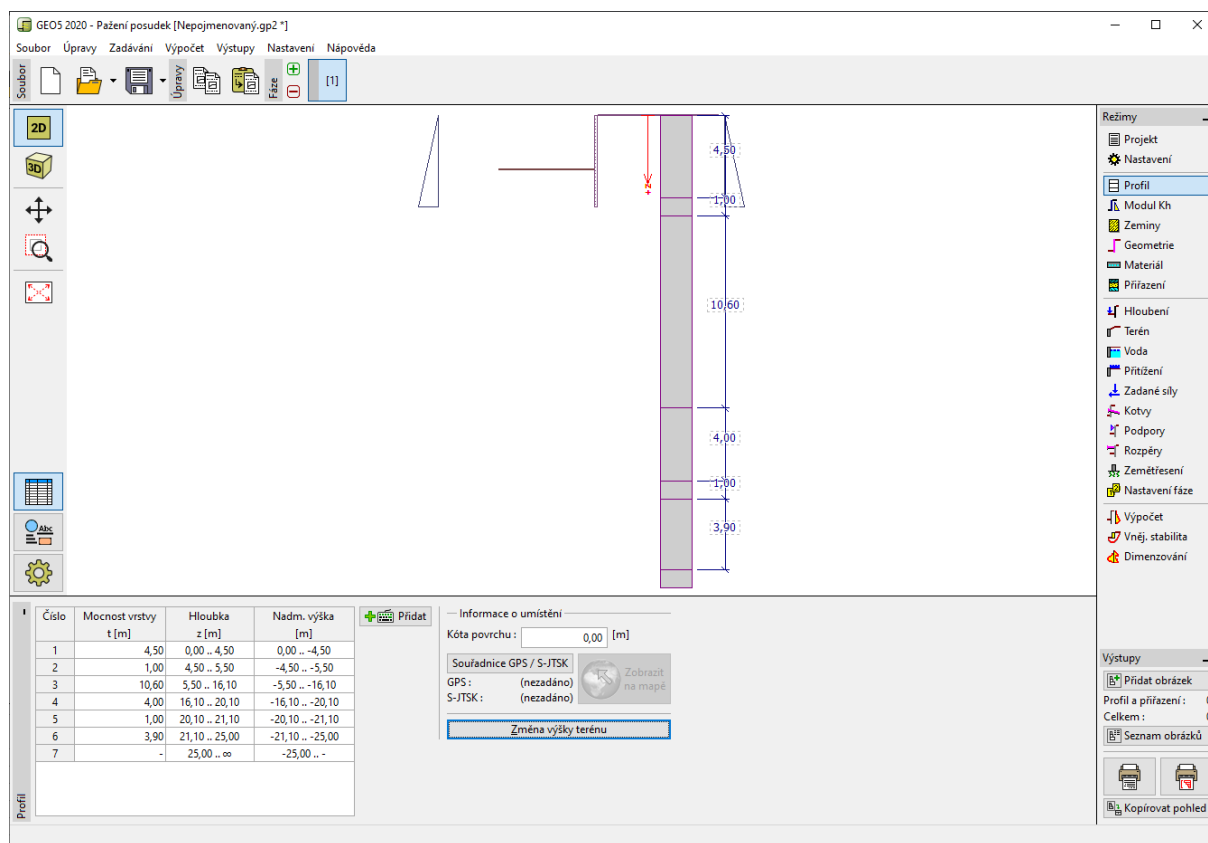 GEO5 2020 - Pažení posudek [Nepojmenovaný.gp2 *]
Soubor Úpravy Zadávání Výpočet Výstupy Nastavení Nápověda
Soubor
Úpravy
Fáze
[1]
2D
3D
Abc
+z
4,50
1,00
10,60
4,00
1,00
3,90
Režimy
Projekt
Nastavení
Profil
Modul Kh
Zeminy
Geometrie
Materiál
Přiřazení
Hloubení
Terén
Voda
Přitížení
Zadané síly
Kotvy
Podpory
Rozpěry
Zemětřesení
Nastavení fáze
Výpočet
Vněj. stabilita
Dimenzování
Profil
Číslo Mocnost vrstvy Hloubka Nadm. výška
t [m] z [m] [m]
1 4,50 0,00 .. 4,50 0,00 .. -4,50
2 1,00 4,50 .. 5,50 -4,50 .. -5,50
3 10,60 5,50 .. 16,10 -5,50 .. -16,10
4 4,00 16,10 .. 20,10 -16,10 .. -20,10
5 1,00 20,10 .. 21,10 -20,10 .. -21,10
6 3,90 21,10 .. 25,00 -21,10 .. -25,00
7 - 25,00 .. ∞ -25,00 .. -
Přidat
Informace o umístění
Kóta povrchu : 0,00 [m]
Souřadnice GPS / S-JTSK
GPS : (nezadáno)
S-JTSK : (nezadáno)
Zobrazit
na mapě
Změna výšky terénu
Výstupy
Přidat obrázek
Profil a přiřazení :
Celkem :
Seznam obrázků
Kopírovat pohled